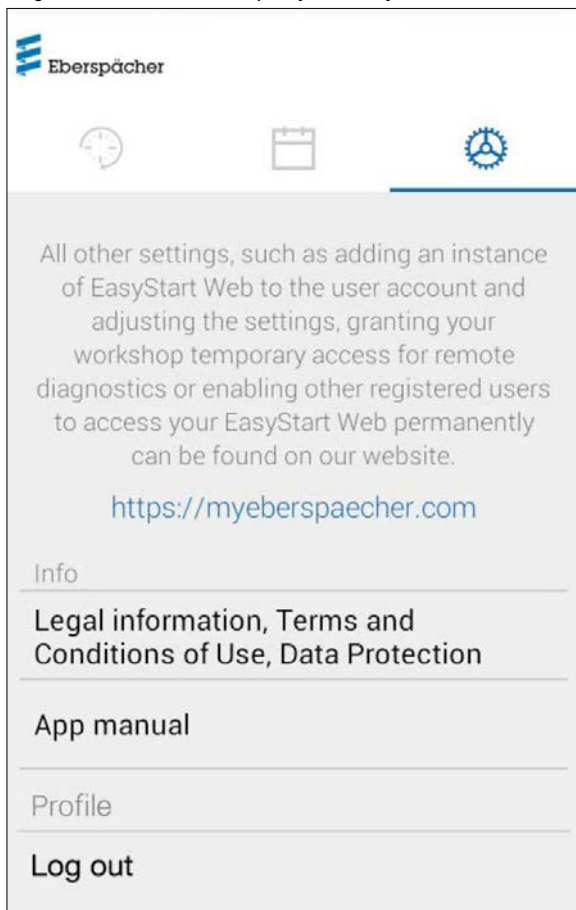 Eberspächer
All other settings, such as adding an instance
of EasyStart Web to the user account and
adjusting the settings, granting your
workshop temporary access for remote
diagnostics or enabling other registered users
to access your EasyStart Web permanently
can be found on our website.
https://myeberspaecher.com
Info
Legal information, Terms and
Conditions of Use, Data Protection
App manual
Profile
Log out